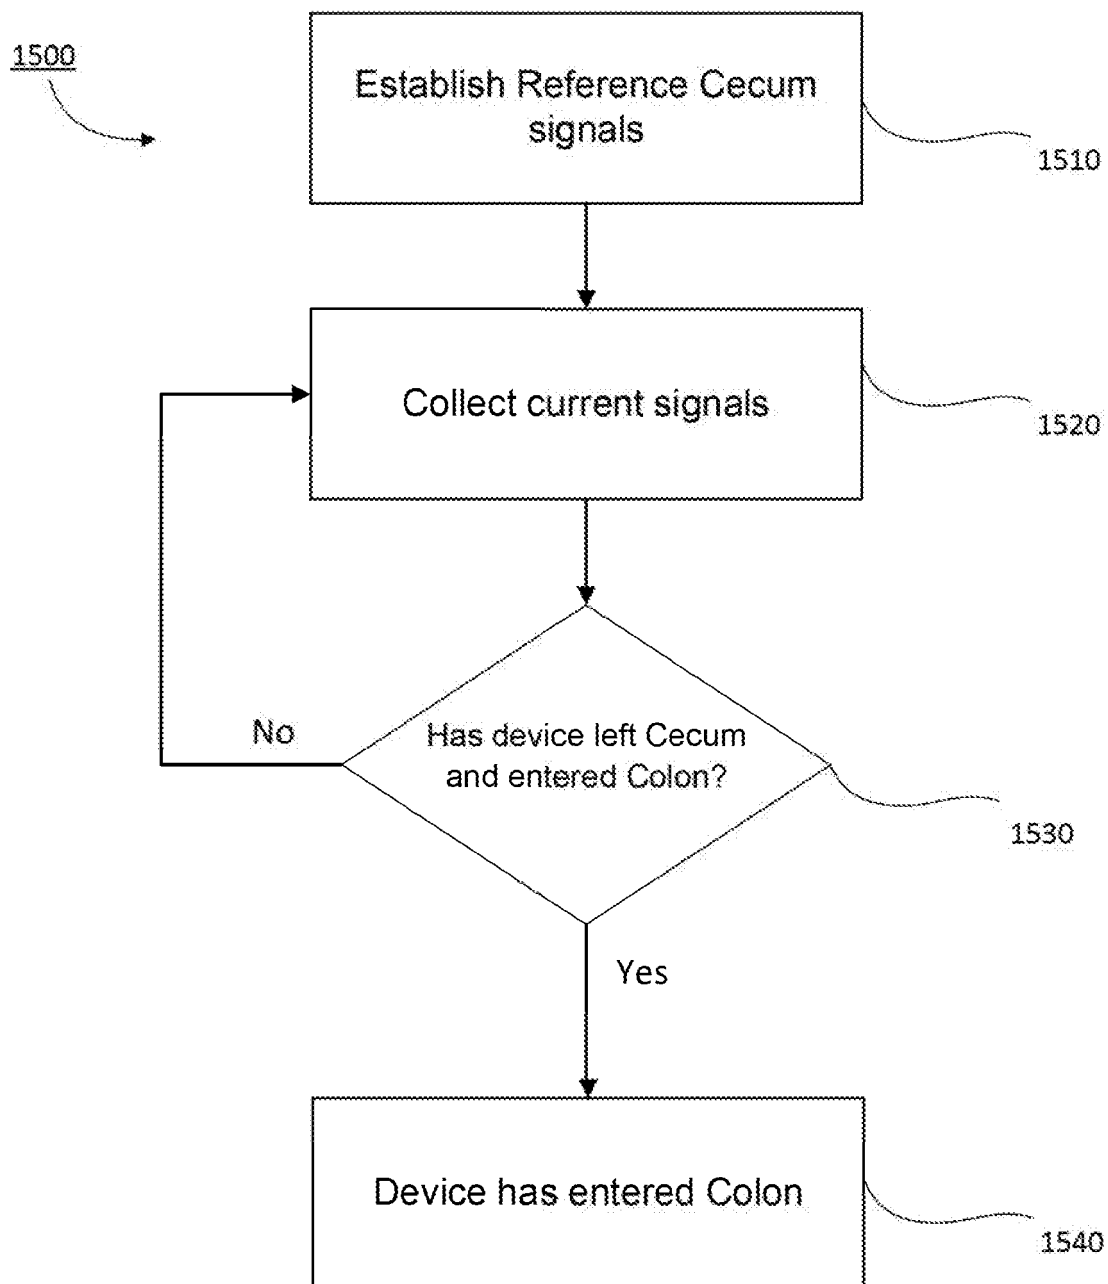 1500
Establish Reference Cecum
signals
1510
Collect current signals
1520
No
Has device left Cecum
and entered Colon?
1530
Yes
Device has entered Colon
1540